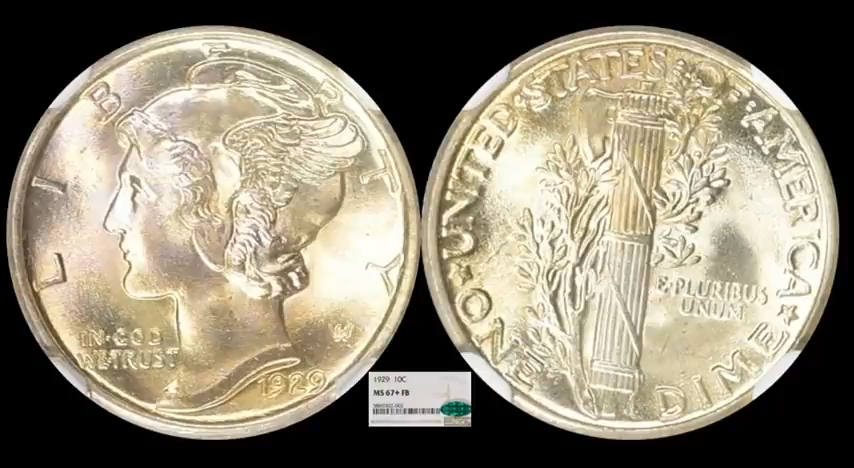 LIBERTY
IN·GOD
WE·TRUST
1929
W
UNITED·STATES·OF·AMERICA
E·PLURIBUS
UNUM
ONE DIME
1929 10C
MS 67+ FB